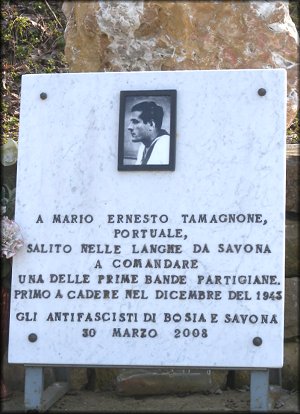 A MARIO ERNESTO TAMAGNONE,
PORTUALE,
SALITO NELLE LANGHE DA SAVONA
A COMANDARE
UNA DELLE PRIME BANDE PARTIGIANE.
PRIMO A CADERE NEL DICEMBRE DEL 1943
GLI ANTIFASCISTI DI BOSIA E SAVONA
30 MARZO 2008